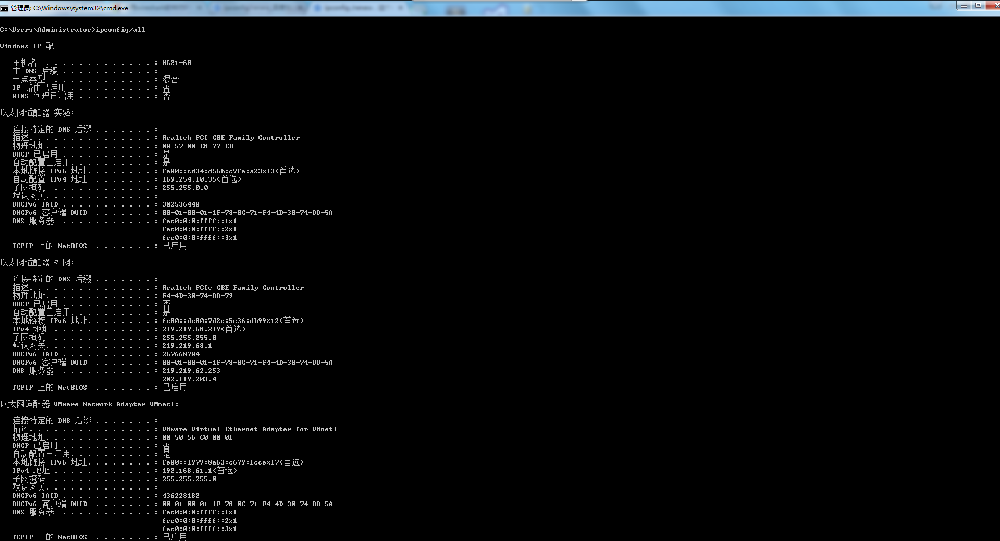 管理员: C:\Windows\system32\cmd.exe
C:\Users\Administrator>ipconfig/all
Windows IP 配置
主机名 . . . . . . . . . . . . . : WL21-60
主 DNS 后缀 . . . . . . . . . . . :
节点类型 . . . . . . . . . . . . : 混合
IP 路由已启用 . . . . . . . . . . : 否
WINS 代理已启用 . . . . . . . . . : 否
以太网适配器 实验:
连接特定的 DNS 后缀 . . . . . . . :
描述. . . . . . . . . . . . . . . : Realtek PCI GBE Family Controller
物理地址. . . . . . . . . . . . . : 08-57-00-E8-77-EB
DHCP 已启用 . . . . . . . . . . . : 是
自动配置已启用. . . . . . . . . . : 是
本地链接 IPv6 地址. . . . . . . . : fe80::cd34:d56b:c9fe:a23%13(首选)
自动配置 IPv4 地址 . . . . . . . : 169.254.10.35(首选)
子网掩码 . . . . . . . . . . . . : 255.255.0.0
默认网关. . . . . . . . . . . . . :
DHCPv6 IAID . . . . . . . . . . . : 302536448
DHCPv6 客户端 DUID . . . . . . . : 00-01-00-01-1F-78-0C-71-F4-4D-30-74-DD-5A
DNS 服务器 . . . . . . . . . . . : fec0:0:0:ffff::1%1
fec0:0:0:ffff::2%1
fec0:0:0:ffff::3%1
TCPIP 上的 NetBIOS . . . . . . . : 已启用
以太网适配器 外网:
连接特定的 DNS 后缀 . . . . . . . :
描述. . . . . . . . . . . . . . . : Realtek PCIe GBE Family Controller
物理地址. . . . . . . . . . . . . : F4-4D-30-74-DD-79
DHCP 已启用 . . . . . . . . . . . : 否
自动配置已启用. . . . . . . . . . : 是
本地链接 IPv6 地址. . . . . . . . : fe80::dc80:7d2c:5e36:db99%12(首选)
IPv4 地址 . . . . . . . . . . . . : 219.219.68.219(首选)
子网掩码 . . . . . . . . . . . . : 255.255.255.0
默认网关. . . . . . . . . . . . . : 219.219.68.1
DHCPv6 IAID . . . . . . . . . . . : 267668784
DHCPv6 客户端 DUID . . . . . . . : 00-01-00-01-1F-78-0C-71-F4-4D-30-74-DD-5A
DNS 服务器 . . . . . . . . . . . : 219.219.62.253
202.119.203.4
TCPIP 上的 NetBIOS . . . . . . . : 已启用
以太网适配器 VMware Network Adapter VMnet1:
连接特定的 DNS 后缀 . . . . . . . :
描述. . . . . . . . . . . . . . . : VMware Virtual Ethernet Adapter for VMnet1
物理地址. . . . . . . . . . . . . : 00-50-56-C0-00-01
DHCP 已启用 . . . . . . . . . . . : 否
自动配置已启用. . . . . . . . . . : 是
本地链接 IPv6 地址. . . . . . . . : fe80::1979:8a63:c679:1cce%17(首选)
IPv4 地址 . . . . . . . . . . . . : 192.168.61.1(首选)
子网掩码 . . . . . . . . . . . . : 255.255.255.0
默认网关. . . . . . . . . . . . . :
DHCPv6 IAID . . . . . . . . . . . : 436228182
DHCPv6 客户端 DUID . . . . . . . : 00-01-00-01-1F-78-0C-71-F4-4D-30-74-DD-5A
DNS 服务器 . . . . . . . . . . . : fec0:0:0:ffff::1%1
fec0:0:0:ffff::2%1
fec0:0:0:ffff::3%1
TCPIP 上的 NetBIOS . . . . . . . : 已启用